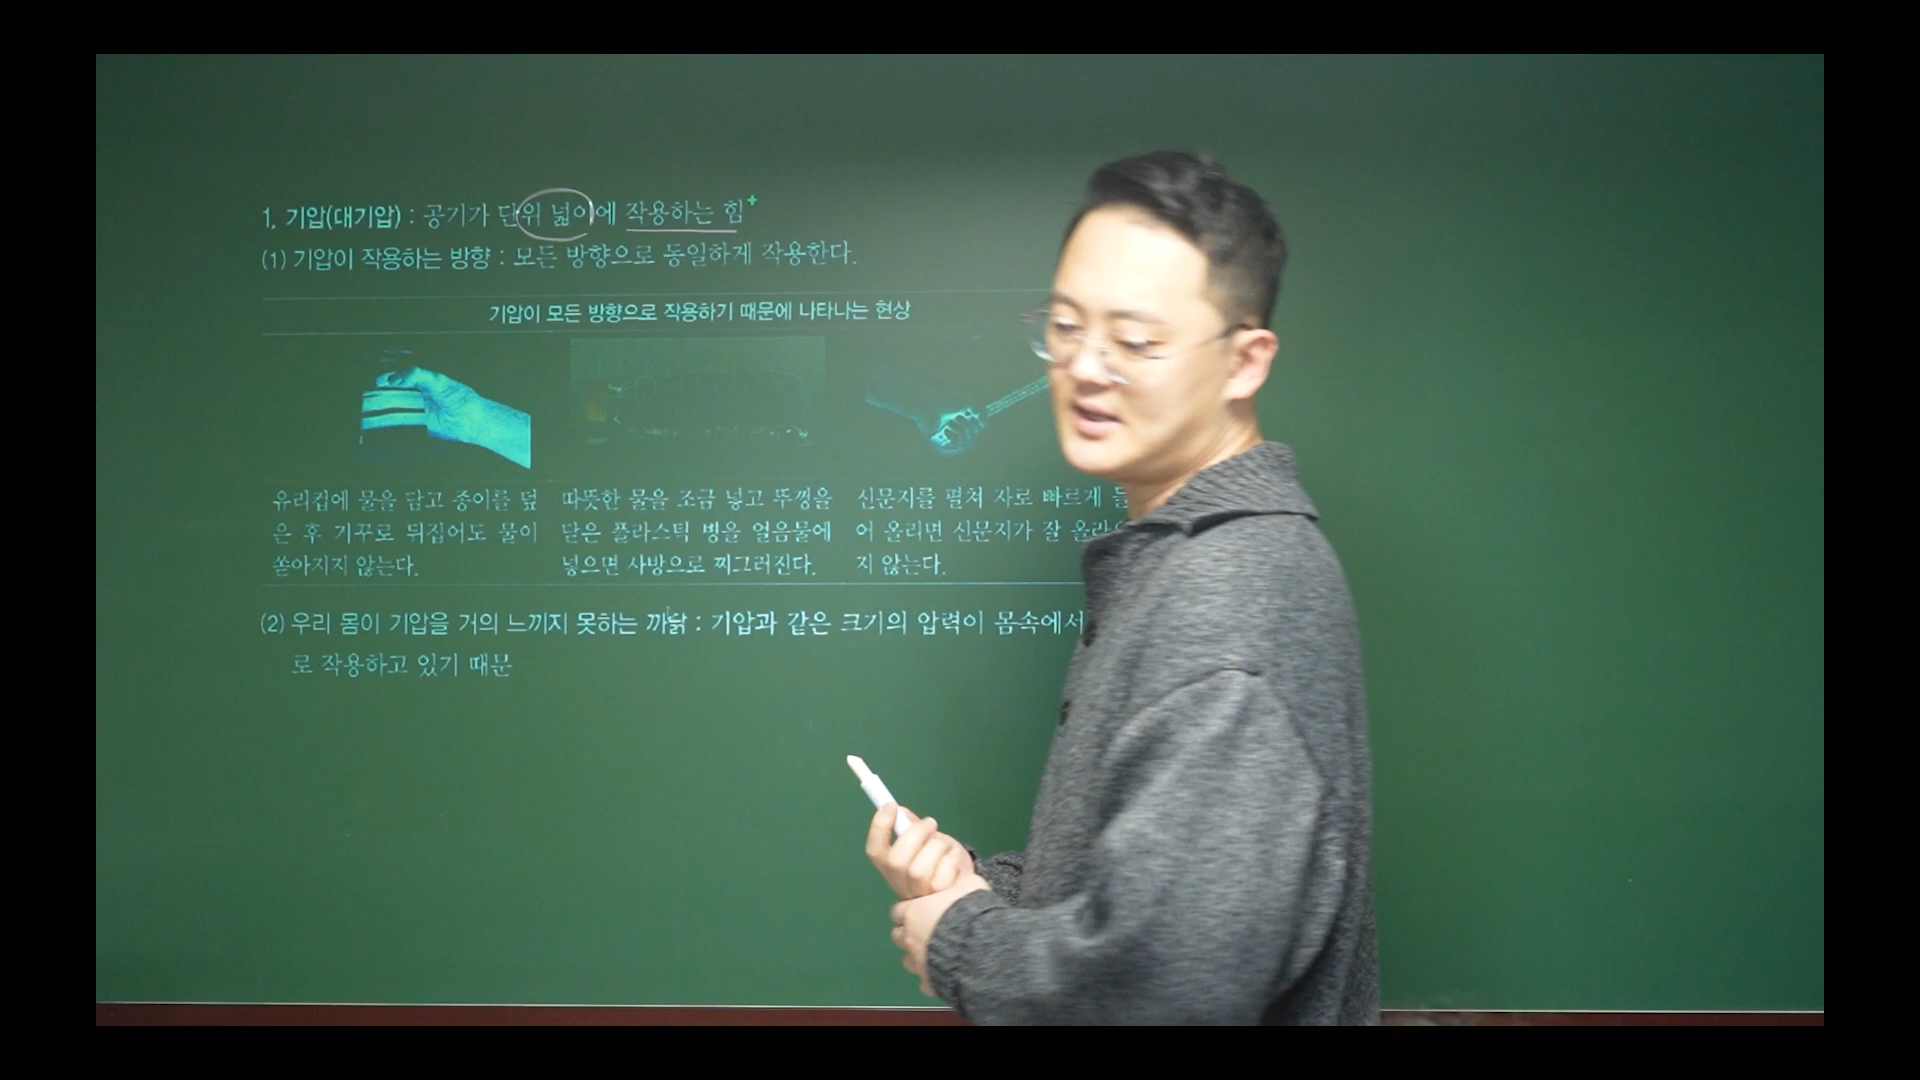 1. 기압(대기압) : 공기가 단위 넓이에 작용하는 힘
(1) 기압이 작용하는 방향 : 모든 방향으로 동일하게 작용한다.
기압이 모든 방향으로 작용하기 때문에 나타나는 현상
유리컵에 물을 담고 종이를 덮
은 후 거꾸로 뒤집어도 물이
쏟아지지 않는다.
따뜻한 물을 조금 넣고 뚜껑을
닫은 플라스틱 병을 얼음물에
넣으면 사방으로 찌그러진다.
신문지를 펼쳐 자로 빠르게
어 올리면 신문지가 잘
지 않는다.
(2) 우리 몸이 기압을 거의 느끼지 못하는 까닭 : 기압과 같은 크기의 압력이 몸속에서
로 작용하고 있기 때문